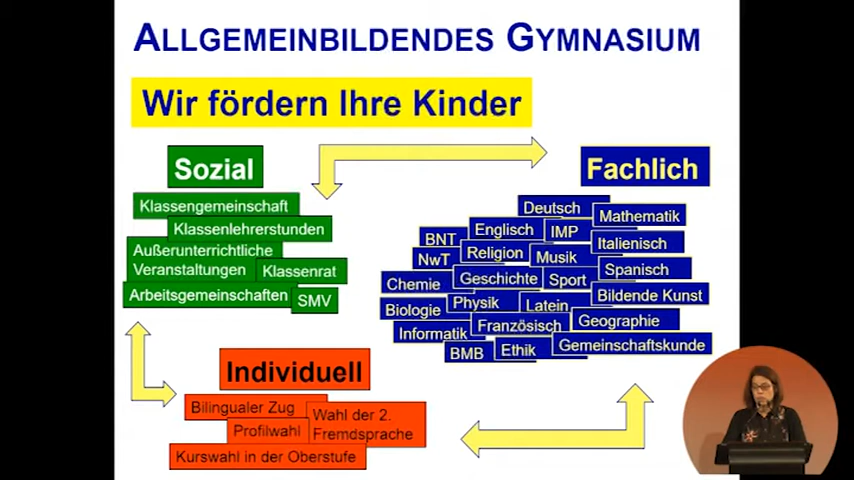 ALLGEMEINBILDENDES GYMNASIUM
Wir fördern Ihre Kinder
Sozial
Klassengemeinschaft
Klassenlehrerstunden
Außerunterrichtliche
Veranstaltungen
Klassenrat
Arbeitsgemeinschaften
SMV
Fachlich
Deutsch
Mathematik
Englisch
IMP
BNT
Italienisch
Religion
Musik
NwT
Spanisch
Geschichte
Sport
Chemie
Bildende Kunst
Physik
Latein
Biologie
Geographie
Französisch
Informatik
Gemeinschaftskunde
Ethik
BMB
Individuell
Bilingualer Zug
Wahl der 2.
Fremdsprache
Profilwahl
Kurswahl in der Oberstufe